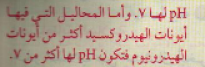 pH لها ٧. وأما المحاليل التي فيها
أيونات الهيدروكسيد أكثر من أيونات
الهيدرونيوم فتكون pH لها أكثر من ٧.